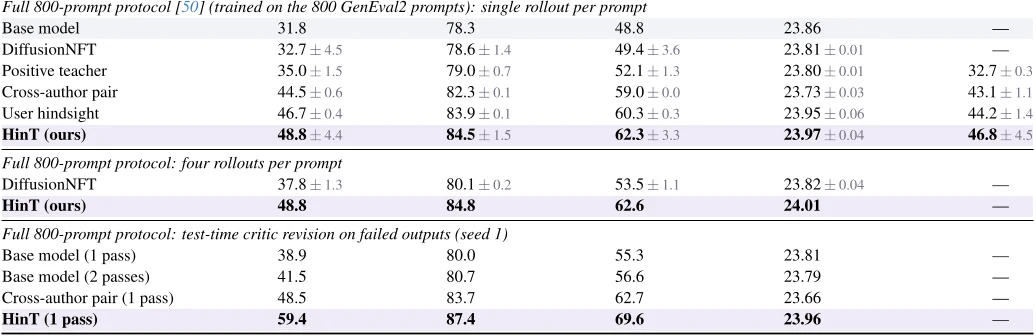 Full 800-prompt protocol [50] (trained on the 800 GenEval2 prompts): single rollout per prompt
Base model 31.8 78.3 48.8 23.86 —
DiffusionNFT 32.7 ± 4.5 78.6 ± 1.4 49.4 ± 3.6 23.81 ± 0.01 —
Positive teacher 35.0 ± 1.5 79.0 ± 0.7 52.1 ± 1.3 23.80 ± 0.01 32.7 ± 0.3
Cross-author pair 44.5 ± 0.6 82.3 ± 0.1 59.0 ± 0.0 23.73 ± 0.03 43.1 ± 1.1
User hindsight 46.7 ± 0.4 83.9 ± 0.1 60.3 ± 0.3 23.95 ± 0.06 44.2 ± 1.4
HinT (ours) 48.8 ± 4.4 84.5 ± 1.5 62.3 ± 3.3 23.97 ± 0.04 46.8 ± 4.5
Full 800-prompt protocol: four rollouts per prompt
DiffusionNFT 37.8 ± 1.3 80.1 ± 0.2 53.5 ± 1.1 23.82 ± 0.04 —
HinT (ours) 48.8 84.8 62.6 24.01 —
Full 800-prompt protocol: test-time critic revision on failed outputs (seed 1)
Base model (1 pass) 38.9 80.0 55.3 23.81 —
Base model (2 passes) 41.5 80.7 56.6 23.79 —
Cross-author pair (1 pass) 48.5 83.7 62.7 23.66 —
HinT (1 pass) 59.4 87.4 69.6 23.96 —